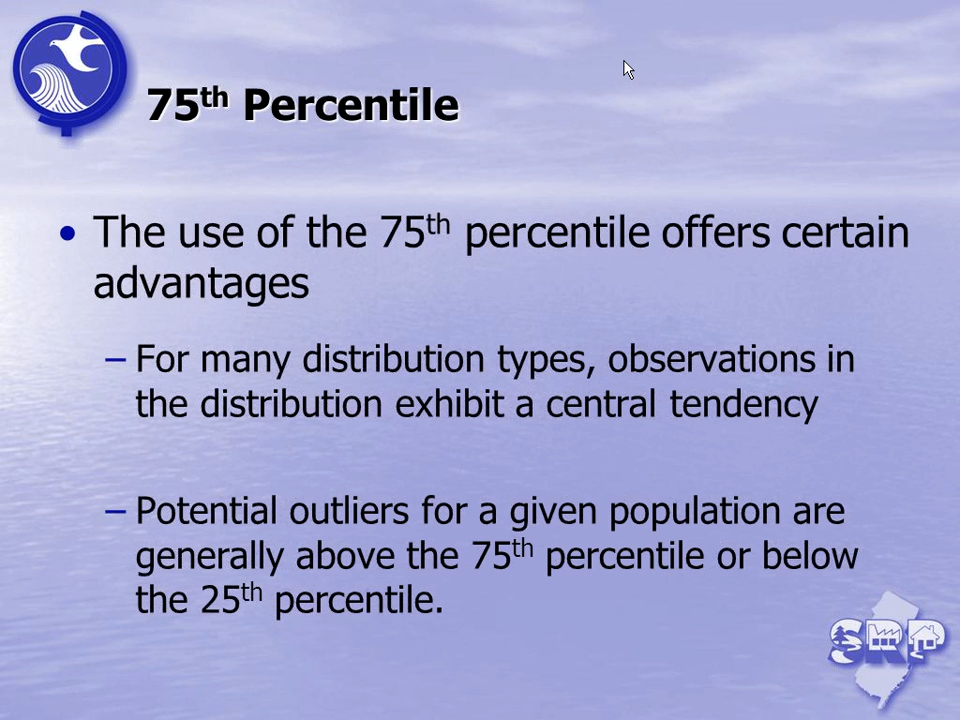 75th Percentile
• The use of the 75th percentile offers certain
advantages
– For many distribution types, observations in
the distribution exhibit a central tendency
– Potential outliers for a given population are
generally above the 75th percentile or below
the 25th percentile.
SRP